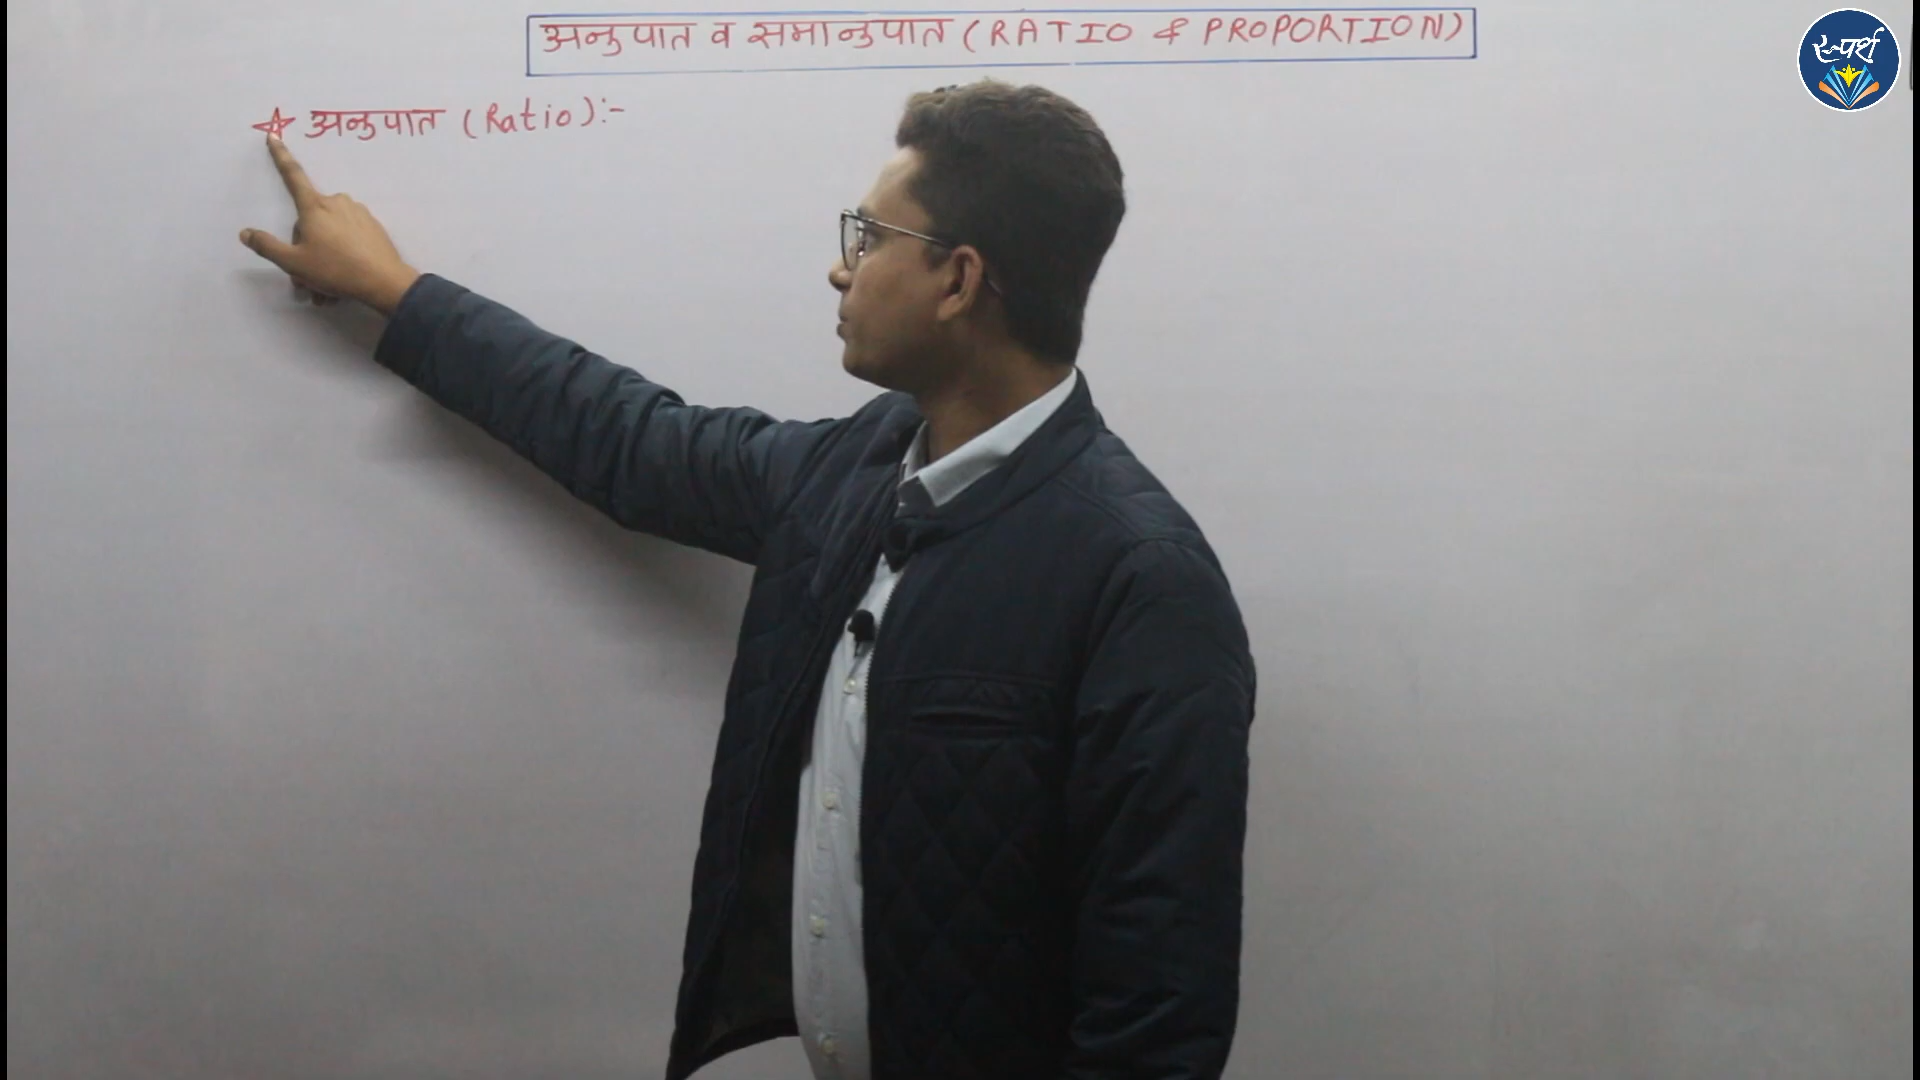 अनुपात व समानुपात (RATIO & PROPORTION)
स्पर्श
☆ अनुपात (Ratio):-